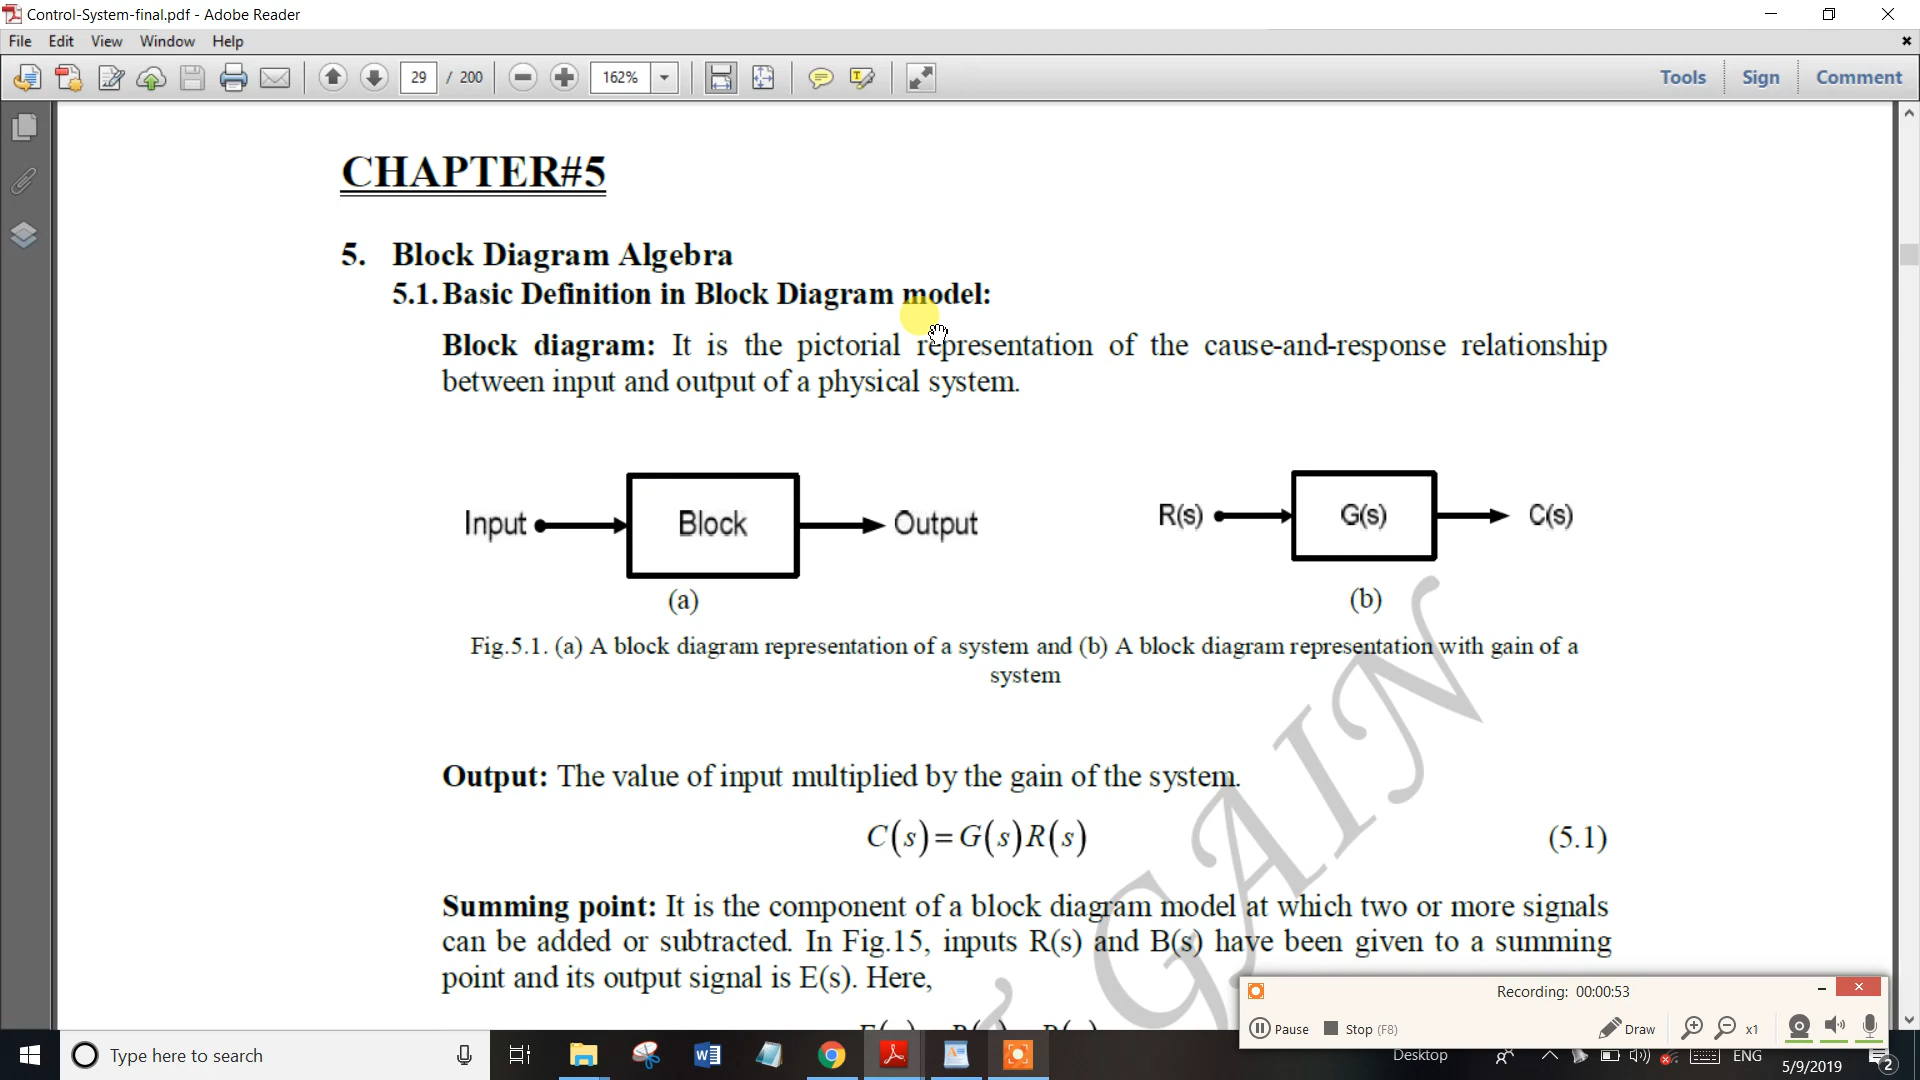 Control-System-final.pdf - Adobe Reader
File Edit View Window Help
29 / 200 162% Tools Sign Comment
CHAPTER#5
5. Block Diagram Algebra
5.1. Basic Definition in Block Diagram model:
Block diagram: It is the pictorial representation of the cause-and-response relationship
between input and output of a physical system.
Input Block Output
R(s) G(s) C(s)
(a) (b)
Fig.5.1. (a) A block diagram representation of a system and (b) A block diagram representation with gain of a
system
Output: The value of input multiplied by the gain of the system.
C(s)=G(s)R(s) (5.1)
Summing point: It is the component of a block diagram model at which two or more signals
can be added or subtracted. In Fig.15, inputs R(s) and B(s) have been given to a summing
point and its output signal is E(s). Here,
GAIN
Recording: 00:00:53
Pause Stop (F8) Draw x1
Type here to search
Desktop ENG
5/9/2019 2